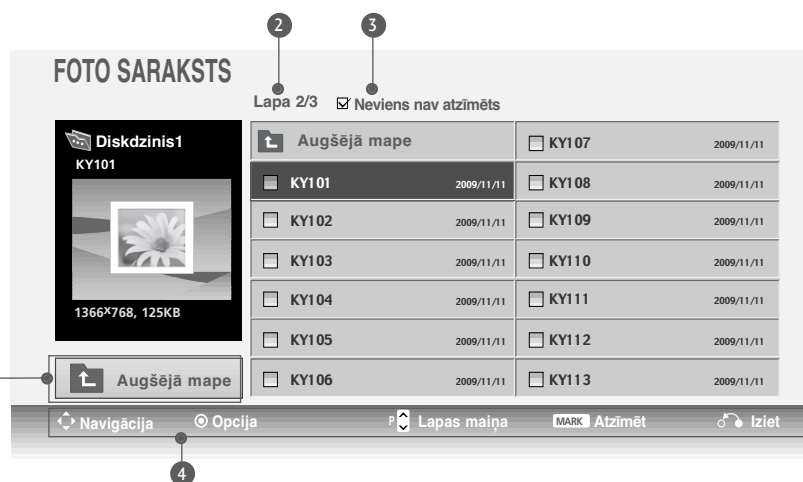 2 3
FOTO SARAKSTS
Lapa 2/3 Neviens nav atzīmēts
Diskdzinis1
KY101
1366x768, 125KB
Augšējā mape
Augšējā mape
KY101 2009/11/11
KY102 2009/11/11
KY103 2009/11/11
KY104 2009/11/11
KY105 2009/11/11
KY106 2009/11/11
KY107 2009/11/11
KY108 2009/11/11
KY109 2009/11/11
KY110 2009/11/11
KY111 2009/11/11
KY112 2009/11/11
KY113 2009/11/11
Navigācija Opcija P Lapas maiņa MARK Atzīmēt Iziet
4